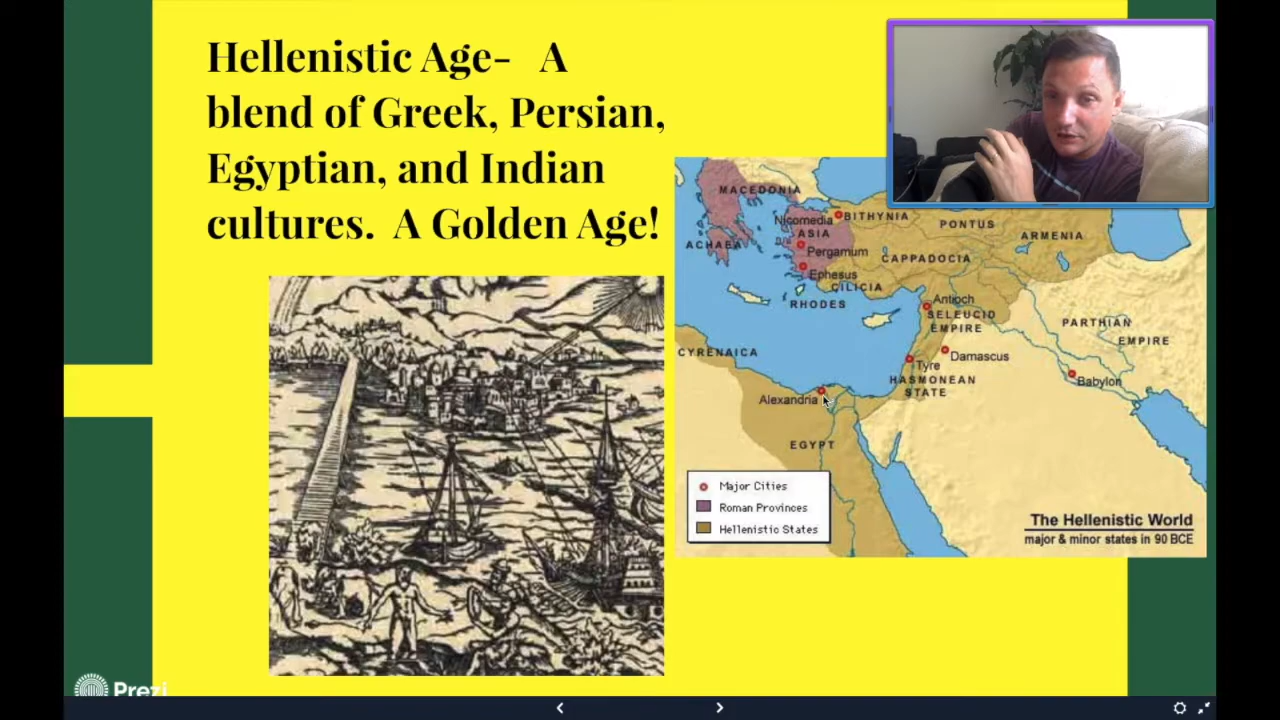 Hellenistic Age- A
blend of Greek, Persian,
Egyptian, and Indian
cultures. A Golden Age!
MACEDONIA
Nicomedia
BITHYNIA
PONTUS
ASIA
ARMENIA
ACHAEA
Pergamum
CAPPADOCIA
Ephesus
CILICIA
RHODES
Antioch
SELEUCID
EMPIRE
PARTHIAN
EMPIRE
CYRENAICA
Damascus
Tyre
HASMONEAN
STATE
Babylon
Alexandria
EGYPT
Major Cities
Roman Provinces
Hellenistic States
The Hellenistic World
major & minor states in 90 BCE
Prezi